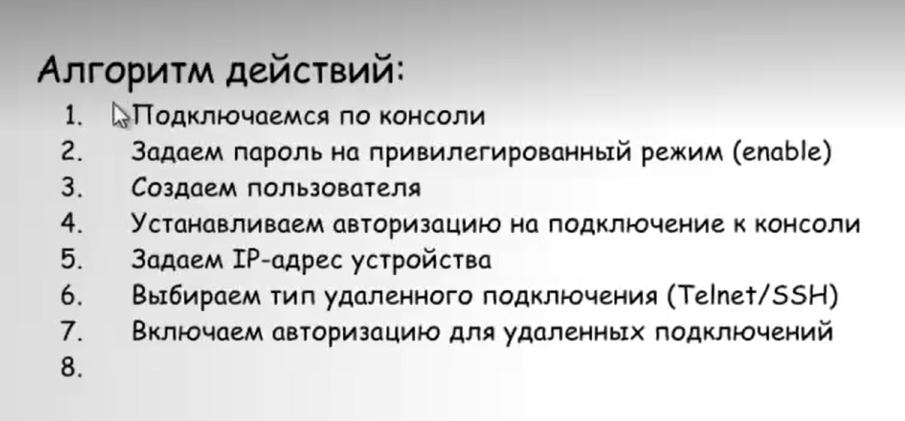 Алгоритм действий:
1. Подключаемся по консоли
2. Задаем пароль на привилегированный режим (enable)
3. Создаем пользователя
4. Устанавливаем авторизацию на подключение к консоли
5. Задаем IP-адрес устройства
6. Выбираем тип удаленного подключения (Telnet/SSH)
7. Включаем авторизацию для удаленных подключений
8.